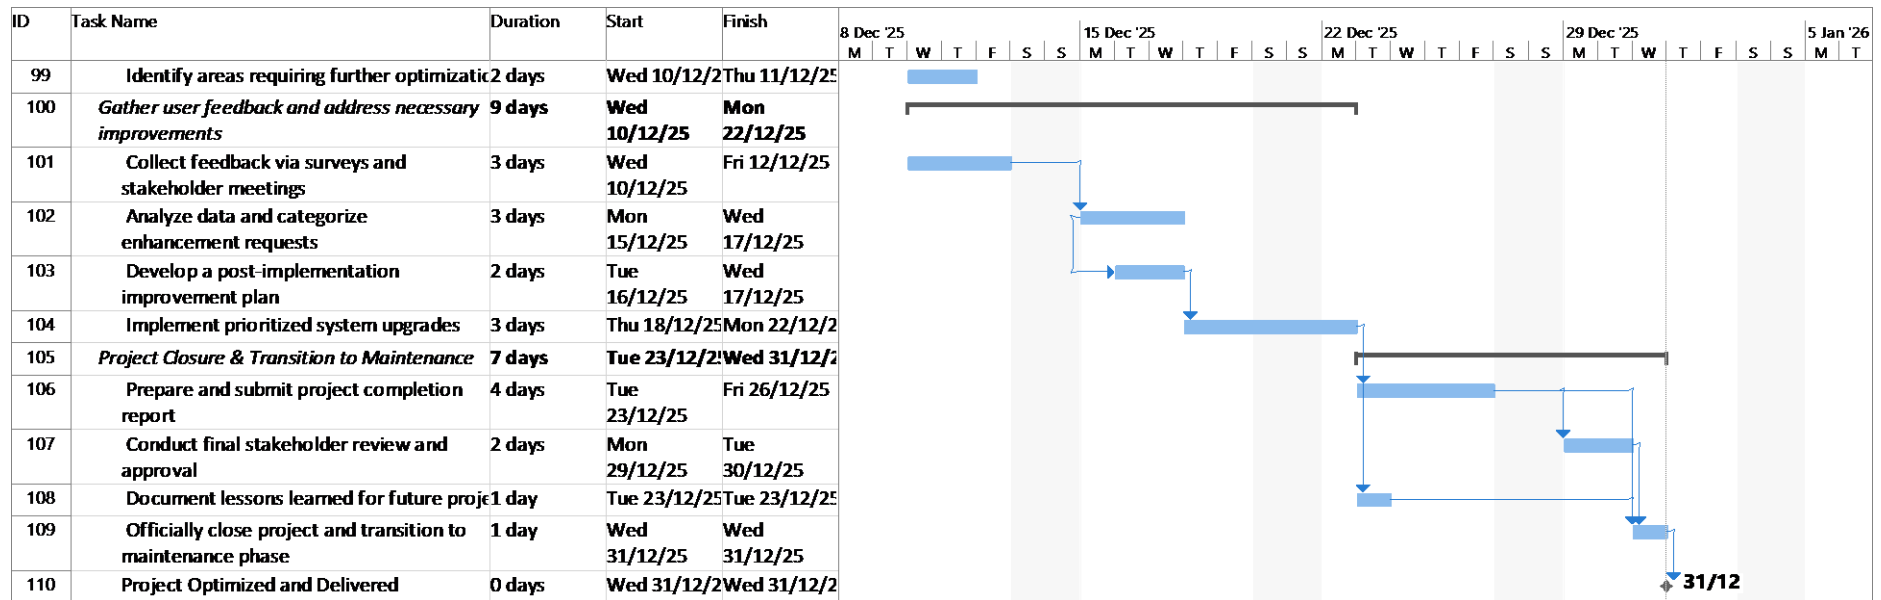 ID Task Name Duration Start Finish
8 Dec '25 15 Dec '25 22 Dec '25 29 Dec '25 5 Jan '26
M T W T F S S M T W T F S S M T W T F S S M T W T F S S M T
99 Identify areas requiring further optimizatic 2 days Wed 10/12/2 Thu 11/12/25
100 Gather user feedback and address necessary 9 days Wed Mon
improvements 10/12/25 22/12/25
101 Collect feedback via surveys and 3 days Wed Fri 12/12/25
stakeholder meetings 10/12/25
102 Analyze data and categorize 3 days Mon Wed
enhancement requests 15/12/25 17/12/25
103 Develop a post-implementation 2 days Tue Wed
improvement plan 16/12/25 17/12/25
104 Implement prioritized system upgrades 3 days Thu 18/12/25 Mon 22/12/2
105 Project Closure & Transition to Maintenance 7 days Tue 23/12/2 Wed 31/12/2
106 Prepare and submit project completion 4 days Tue Fri 26/12/25
report 23/12/25
107 Conduct final stakeholder review and 2 days Mon Tue
approval 29/12/25 30/12/25
108 Document lessons learned for future proje 1 day Tue 23/12/25 Tue 23/12/25
109 Officially close project and transition to 1 day Wed Wed
maintenance phase 31/12/25 31/12/25
110 Project Optimized and Delivered 0 days Wed 31/12/2 Wed 31/12/2 31/12